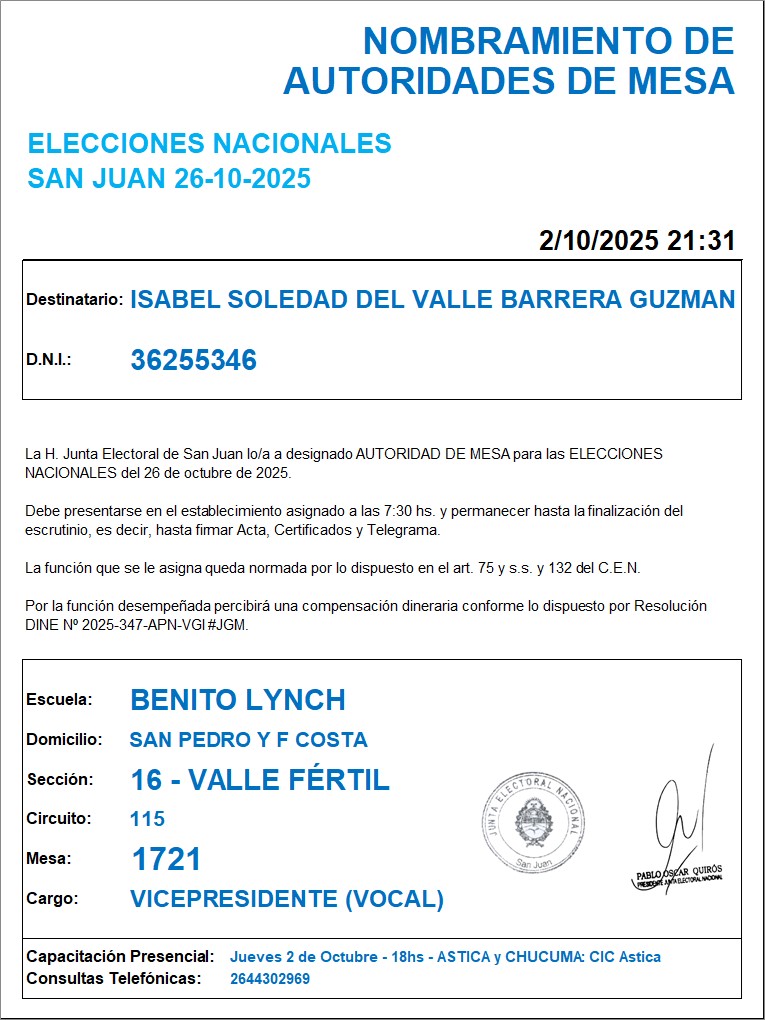 NOMBRAMIENTO DE
AUTORIDADES DE MESA
ELECCIONES NACIONALES
SAN JUAN 26-10-2025
2/10/2025 21:31
Destinatario: ISABEL SOLEDAD DEL VALLE BARRERA GUZMAN
D.N.I.: 36255346
La H. Junta Electoral de San Juan lo/a a designado AUTORIDAD DE MESA para las ELECCIONES
NACIONALES del 26 de octubre de 2025.
Debe presentarse en el establecimiento asignado a las 7:30 hs. y permanecer hasta la finalización del
escrutinio, es decir, hasta firmar Acta, Certificados y Telegrama.
La función que se le asigna queda normada por lo dispuesto en el art. 75 y s.s. y 132 del C.E.N.
Por la función desempeñada percibirá una compensación dineraria conforme lo dispuesto por Resolución
DINE Nº 2025-347-APN-VGI#JGM.
Escuela: BENITO LYNCH
Domicilio: SAN PEDRO Y F COSTA
Sección: 16 - VALLE FÉRTIL
Circuito: 115
Mesa: 1721
Cargo: VICEPRESIDENTE (VOCAL)
JUNTA ELECTORAL NACIONAL
San Juan
PABLO OSCAR QUIRÓS
PRESIDENTE JUNTA ELECTORAL NACIONAL
Capacitación Presencial: Jueves 2 de Octubre - 18hs - ASTICA y CHUCUMA: CIC Astica
Consultas Telefónicas: 2644302969